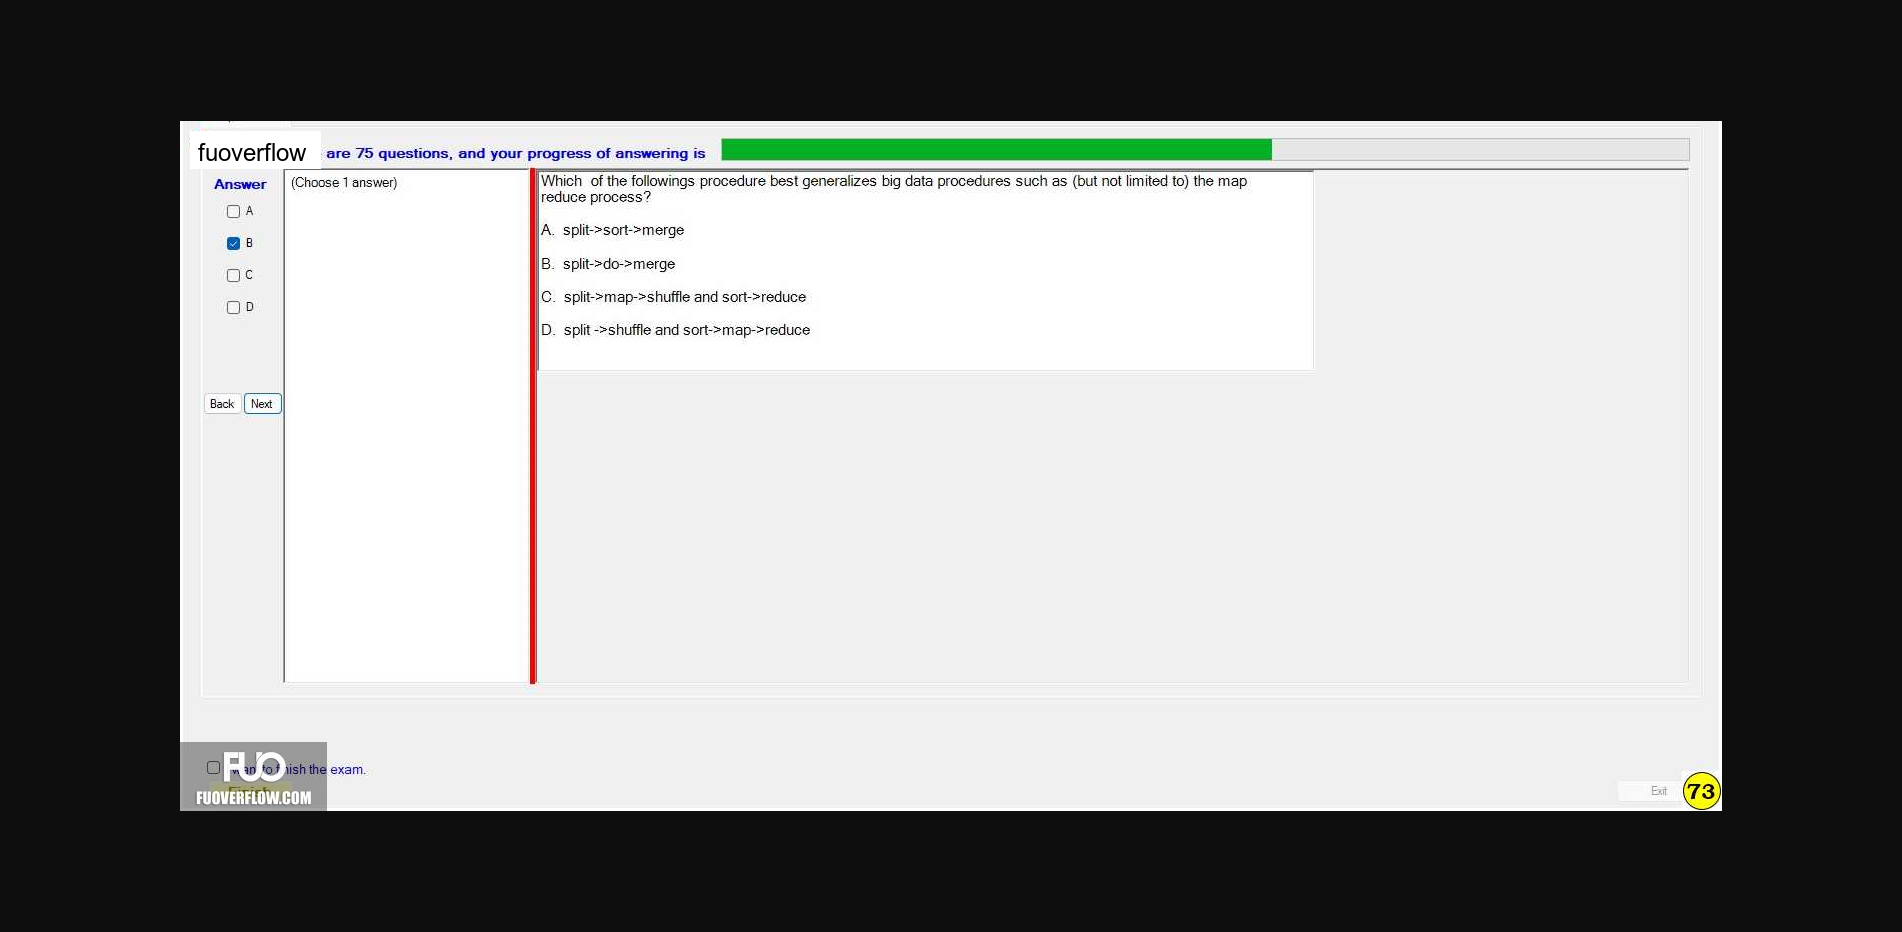 fuoverflow are 75 questions, and your progress of answering is
Answer
(Choose 1 answer)
A
B
C
D
Back Next
Which  of the followings procedure best generalizes big data procedures such as (but not limited to) the map
reduce process?
A.  split->sort->merge
B.  split->do->merge
C.  split->map->shuffle and sort->reduce
D.  split ->shuffle and sort->map->reduce
FUO
want to finish the exam.
Finish
FUOVERFLOW.COM
Exit
73